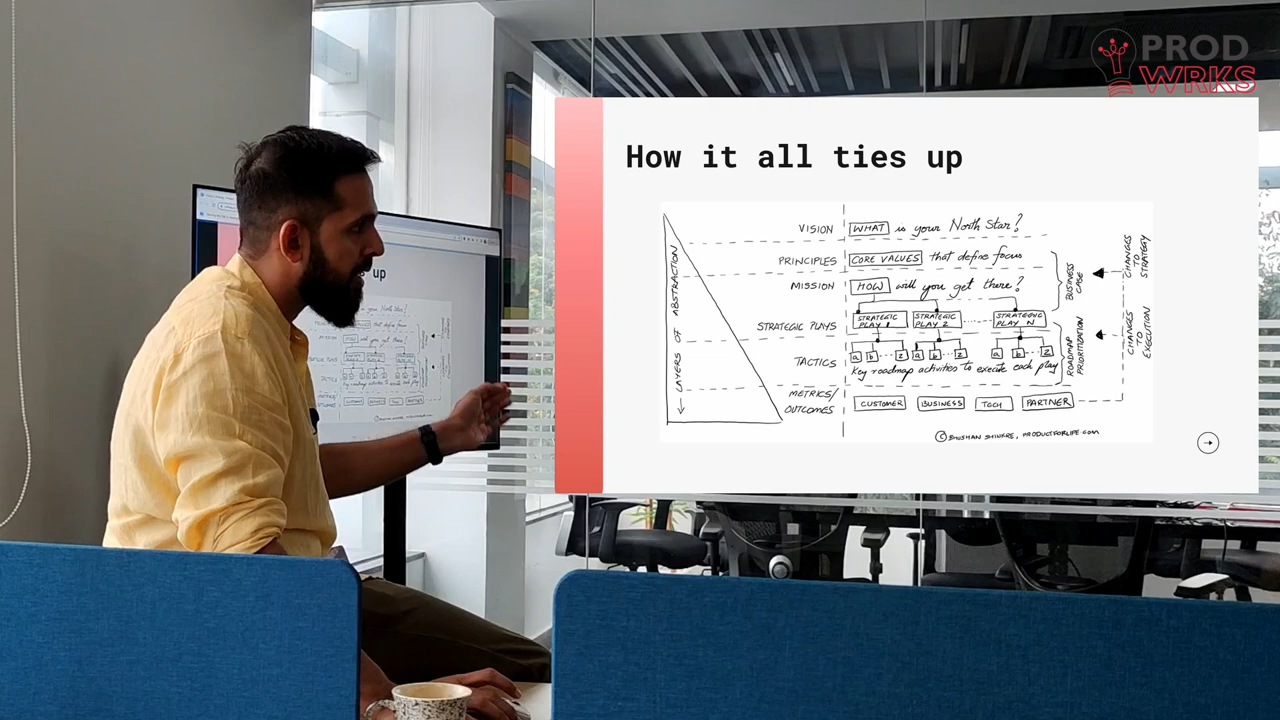 PROD
WRKS
How it all ties up
LAYERS OF ABSTRACTION
VISION
WHAT is your North Star?
PRINCIPLES
CORE VALUES that define focus
MISSION
HOW will you get there?
STRATEGIC PLAYS
STRATEGIC PLAY 1
STRATEGIC PLAY 2
STRATEGIC PLAY N
TACTICS
a b z
a b z
a b z
Key roadmap activities to execute each play
METRICS/
OUTCOMES
CUSTOMER BUSINESS TECH PARTNER
BUSINESS CASE
ROADMAP PRIORITIZATION
CHANGES TO STRATEGY
CHANGES TO EXECUTION
© BHUSHAN SHINKRE, PRODUCTFORLIFE.COM
up